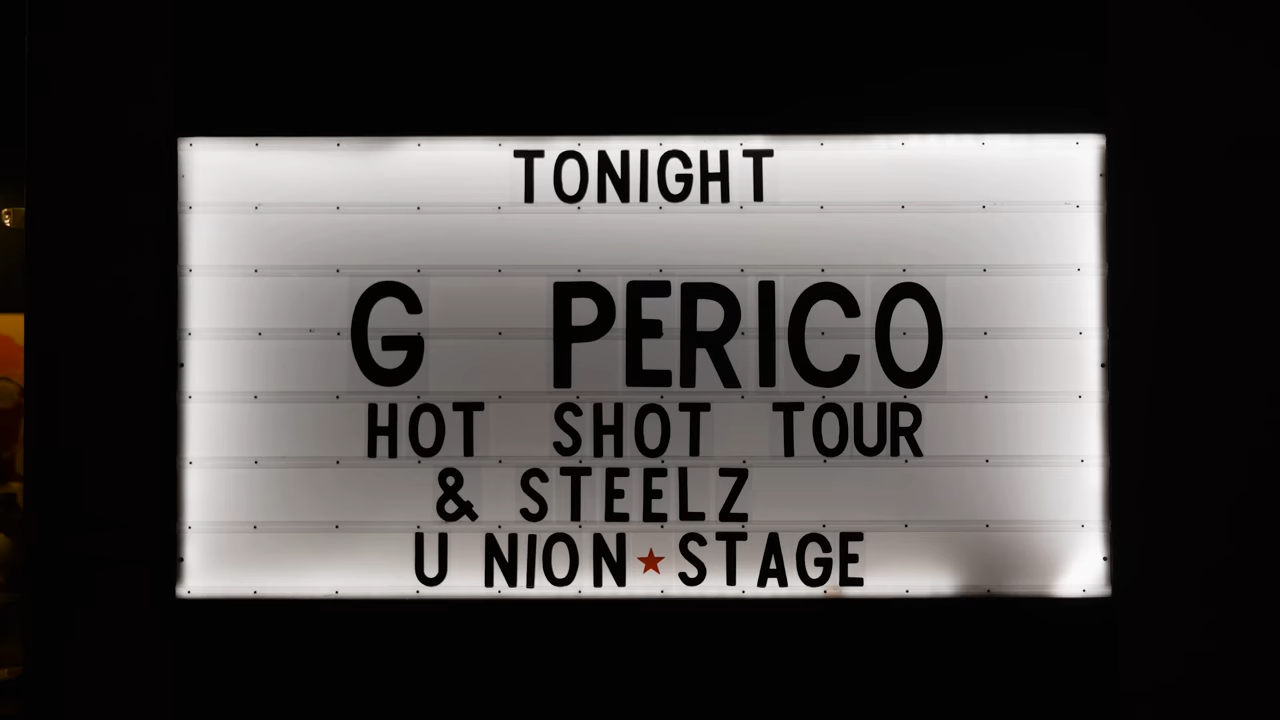 TONIGHT
G PERICO
HOT SHOT TOUR
& STEELZ
U NION★STAGE